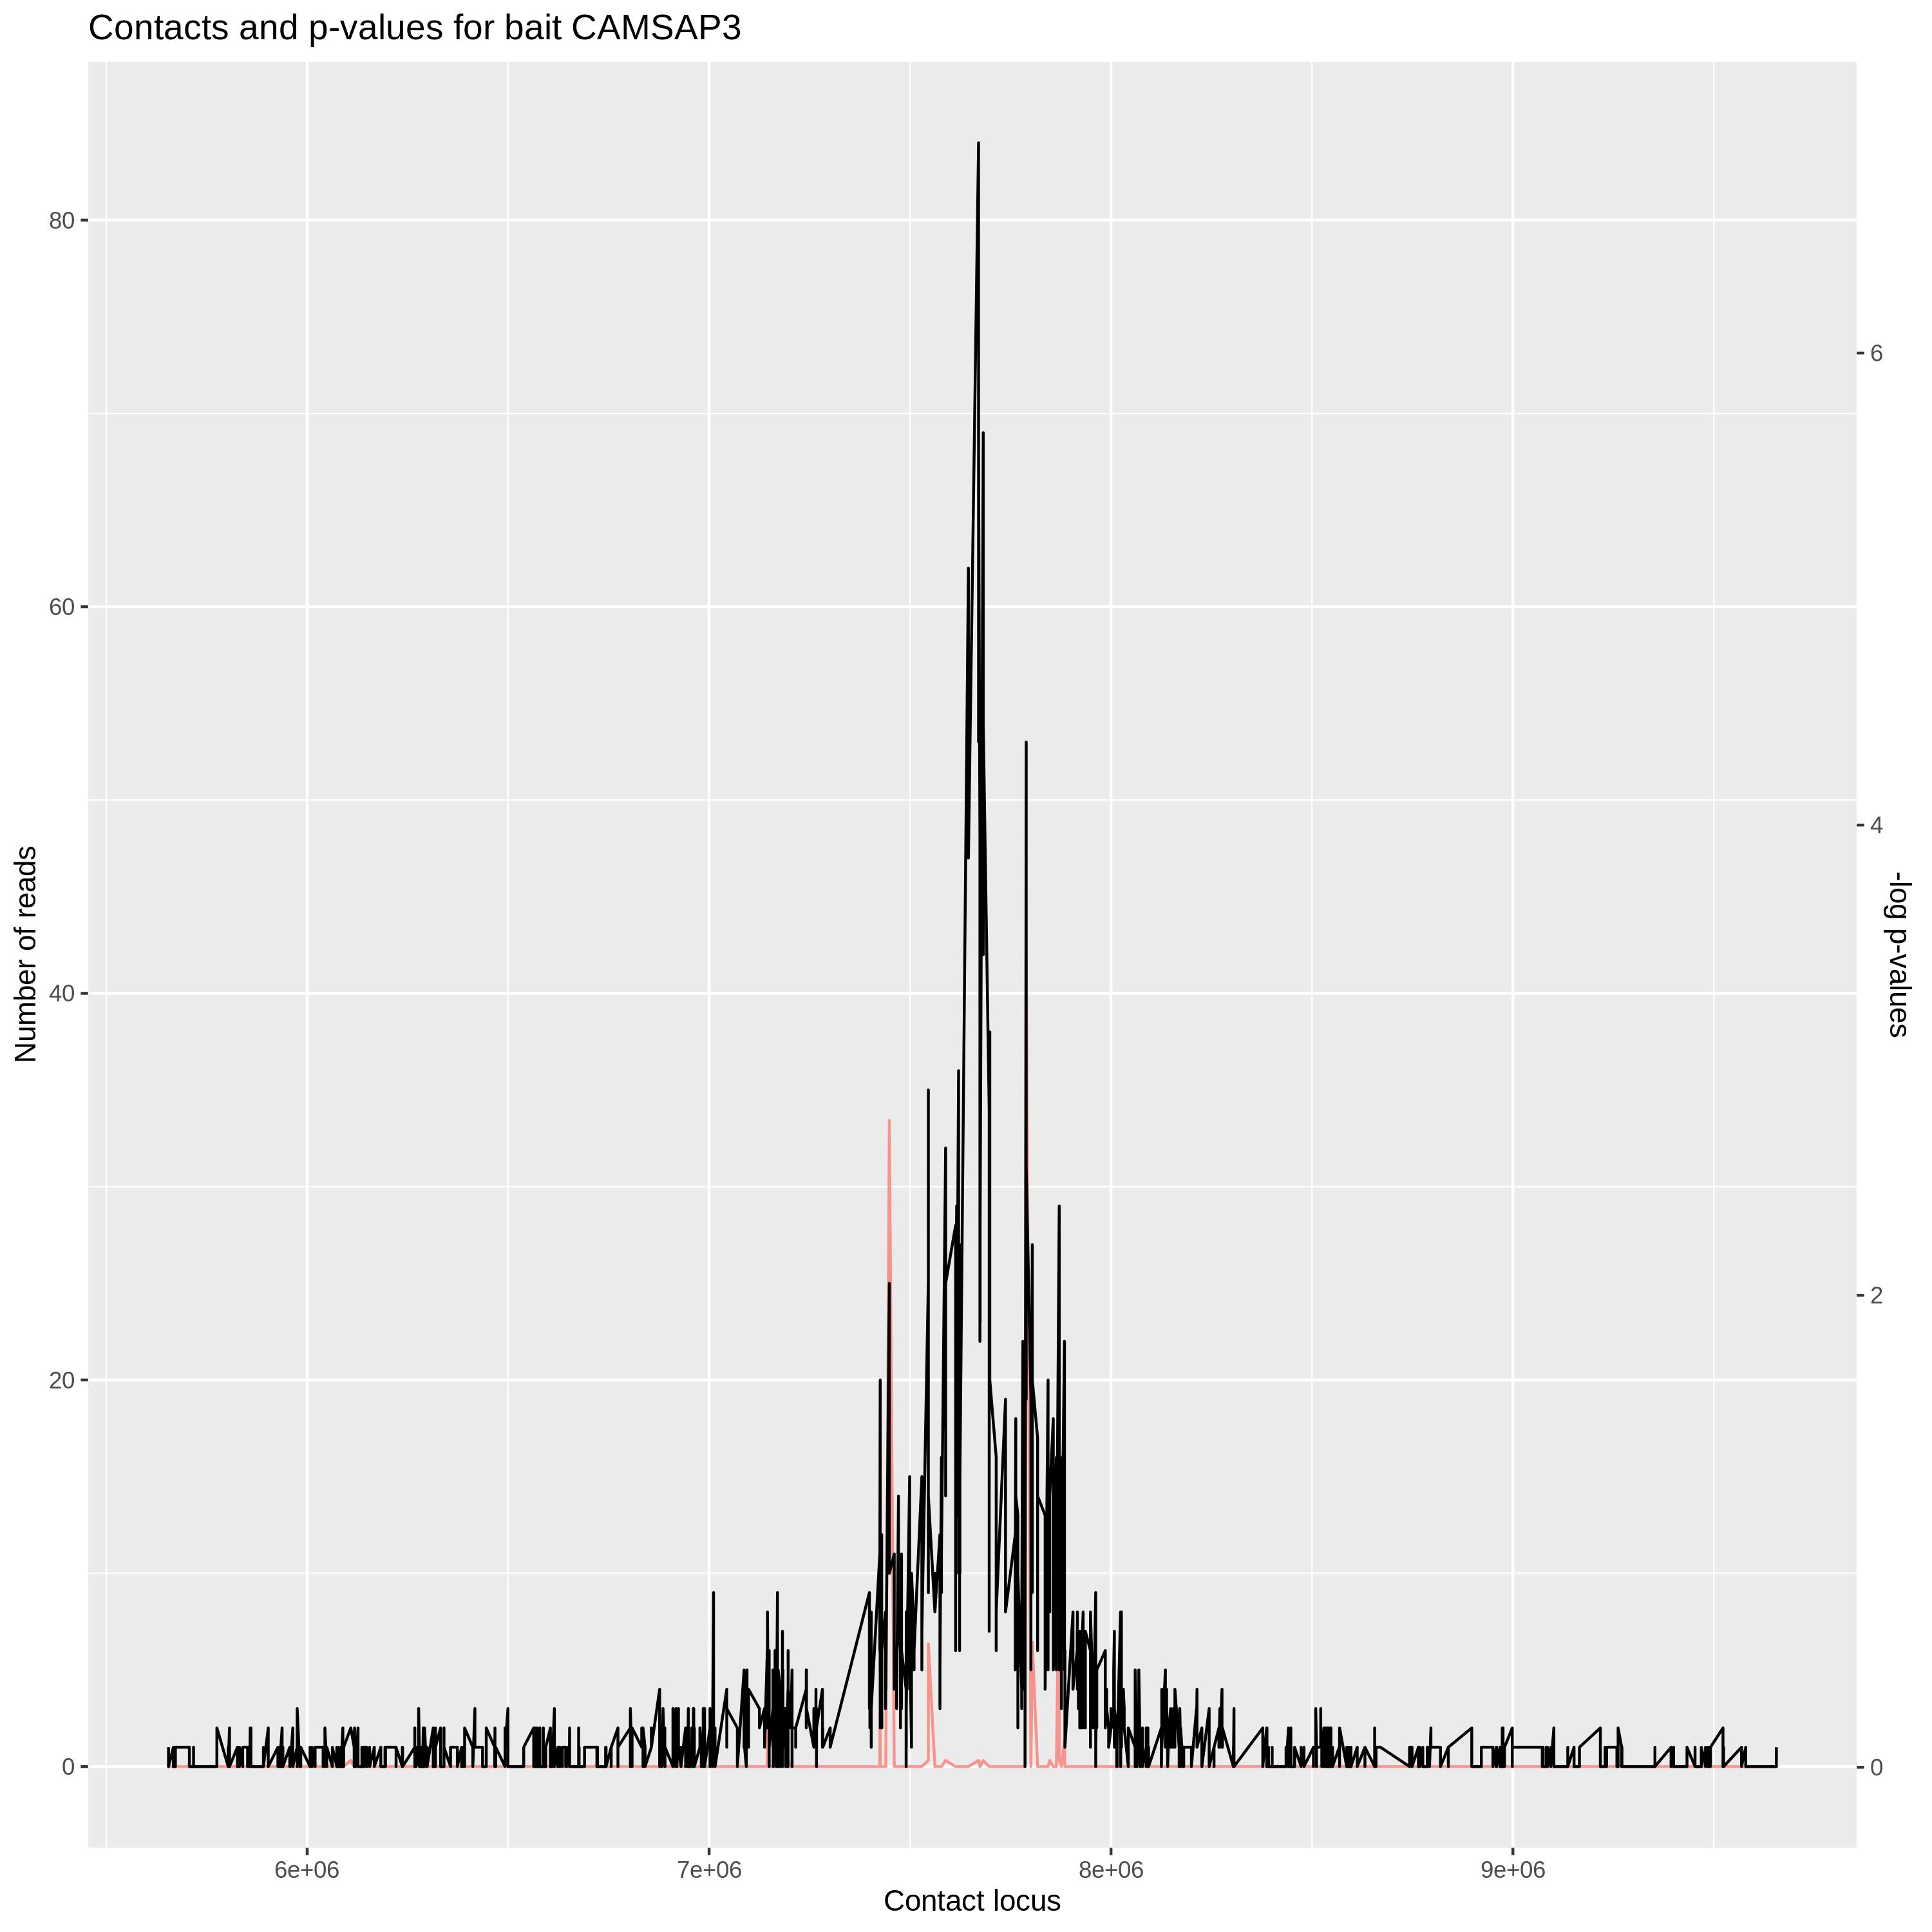 Contacts and p-values for bait CAMSAP3
Number of reads
80
60
40
20
0
6
4
2
0
-log p-values
6e+06
7e+06
8e+06
9e+06
Contact locus